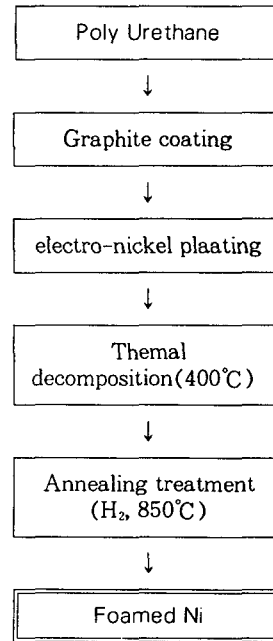 Poly Urethane
↓
Graphite coating
↓
electro-nickel plaating
↓
Themal
decomposition(400℃)
↓
Annealing treatment
(H₂, 850℃)
↓
Foamed Ni